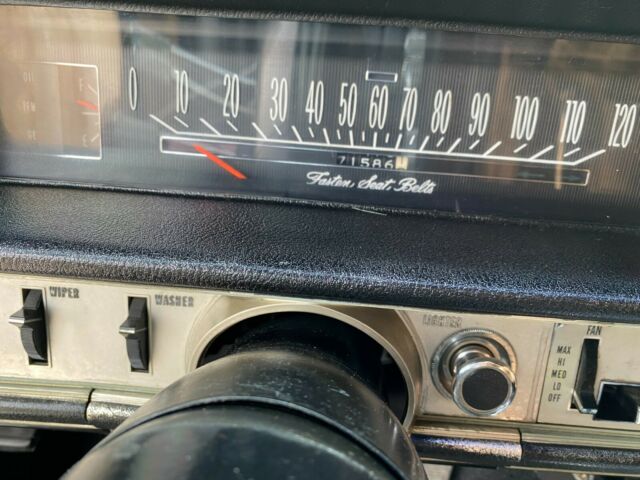 F
0 10 20 30 40 50 60 70 80 90 100 110 120
E
71586
Fasten Seat Belts
WIPER
WASHER
LIGHTER
FAN
MAX
HI
MED
LO
OFF